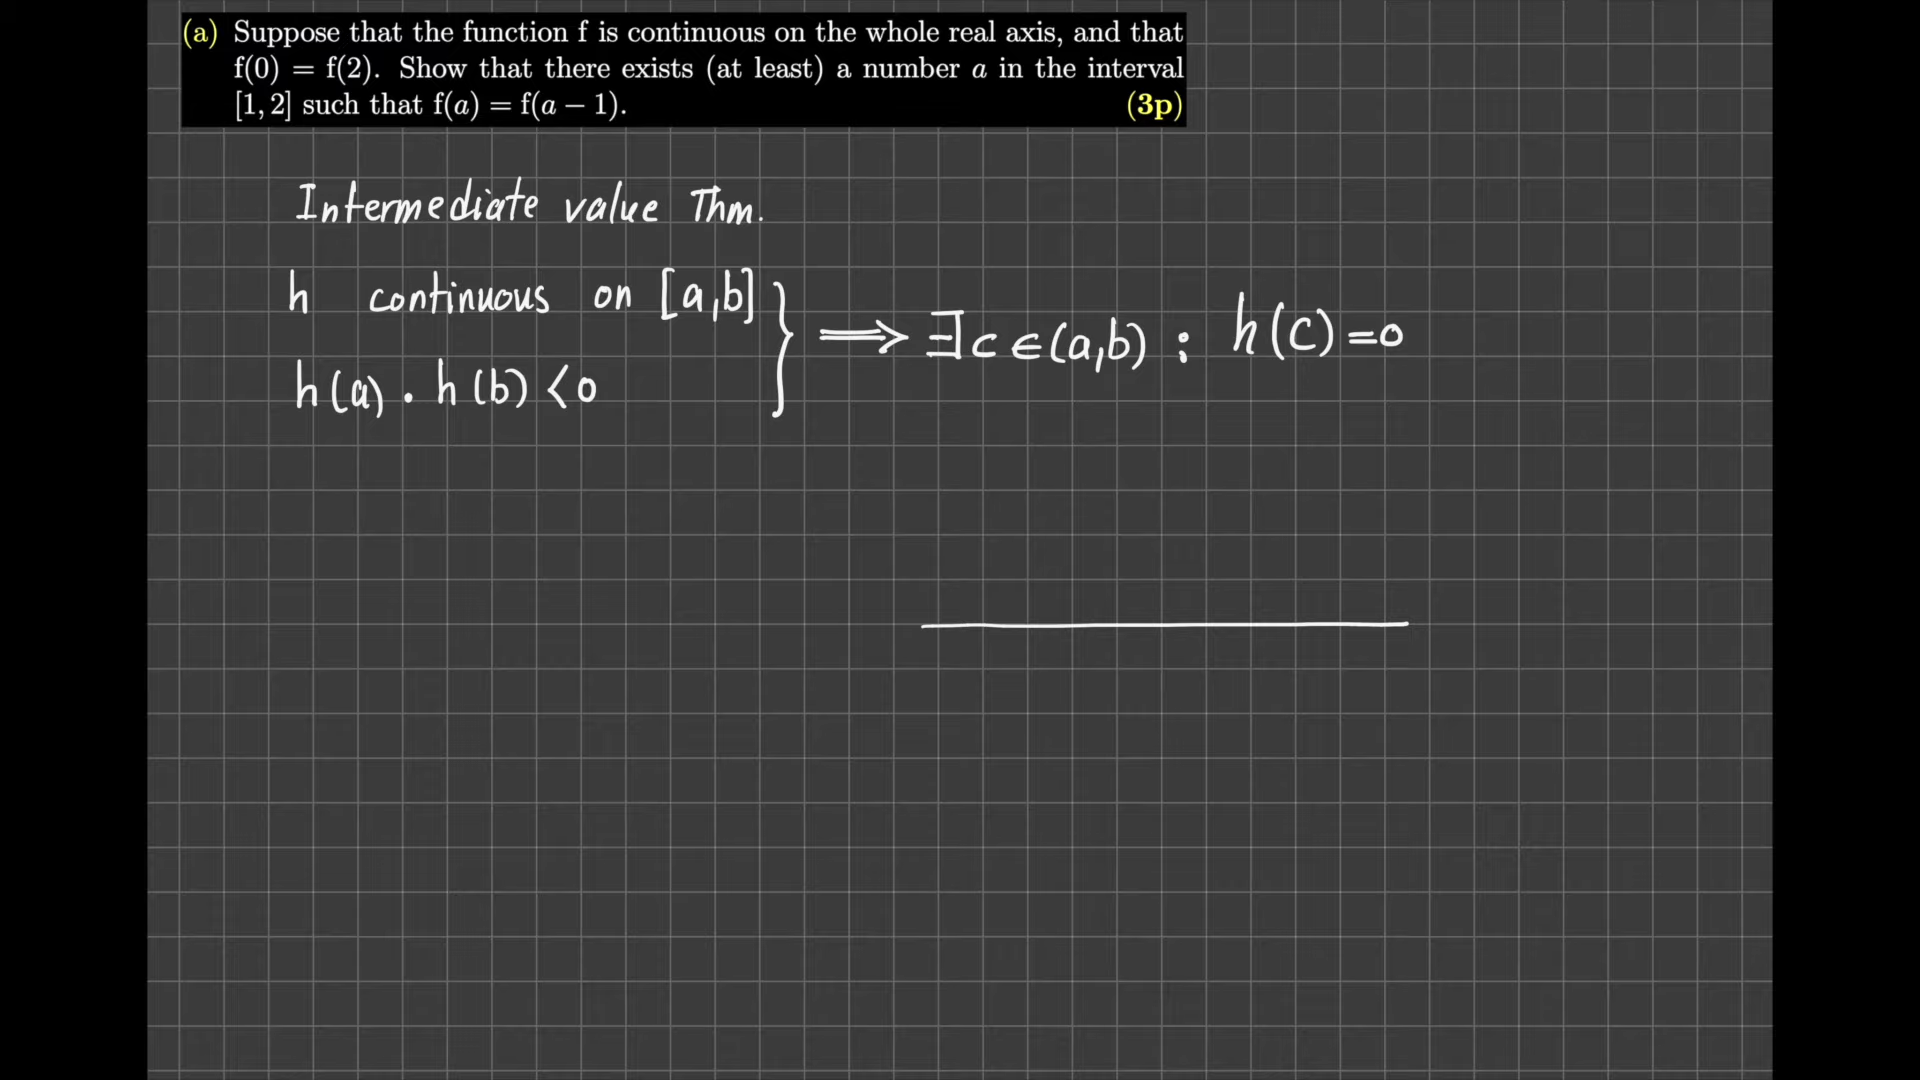 (a) Suppose that the function f is continuous on the whole real axis, and that
f(0) = f(2). Show that there exists (at least) a number a in the interval
[1, 2] such that f(a) = f(a − 1). (3p)
Intermediate value Thm.
h continuous on [a,b]
h(a) . h(b) < 0
} ⟹ ∃ c ∈ (a,b) : h(c) = 0